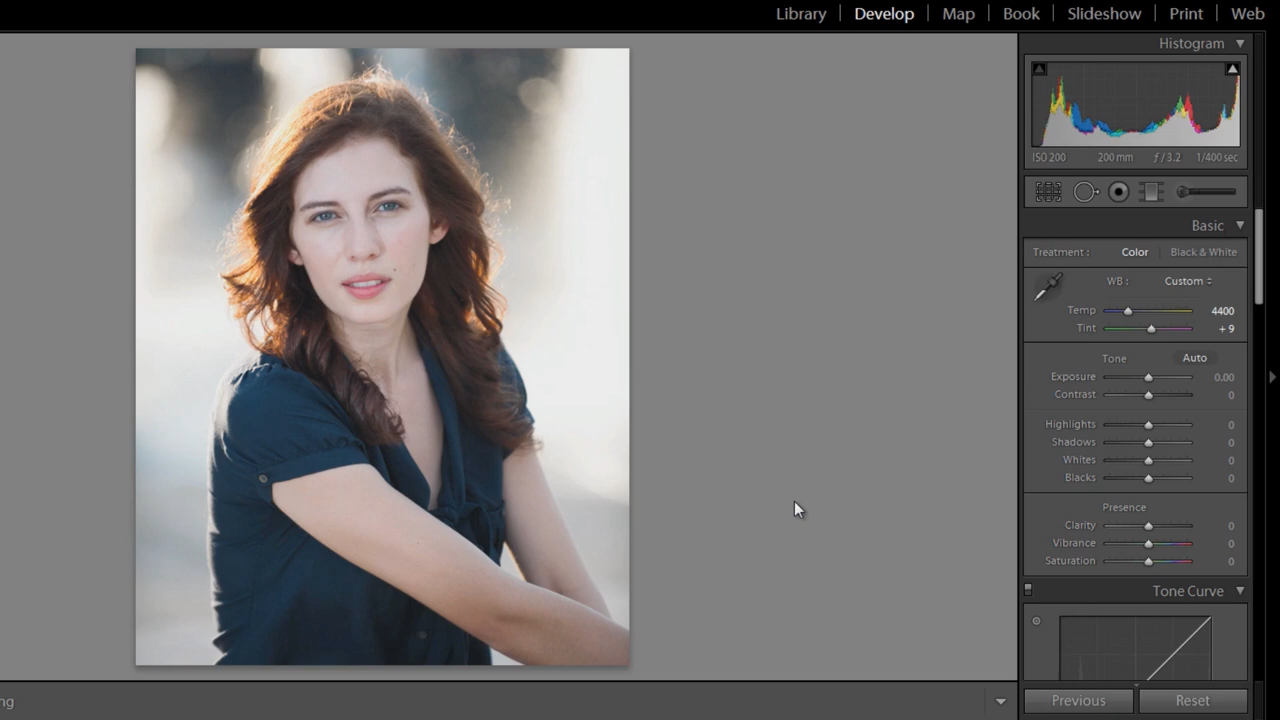 Library | Develop | Map | Book | Slideshow | Print | Web
Histogram
ISO 200 200 mm ƒ / 3.2 1/400 sec
Basic
Treatment : Color | Black & White
WB : Custom
Temp 4400
Tint + 9
Tone Auto
Exposure 0.00
Contrast 0
Highlights 0
Shadows 0
Whites 0
Blacks 0
Presence
Clarity 0
Vibrance 0
Saturation 0
Tone Curve
ng
Previous Reset